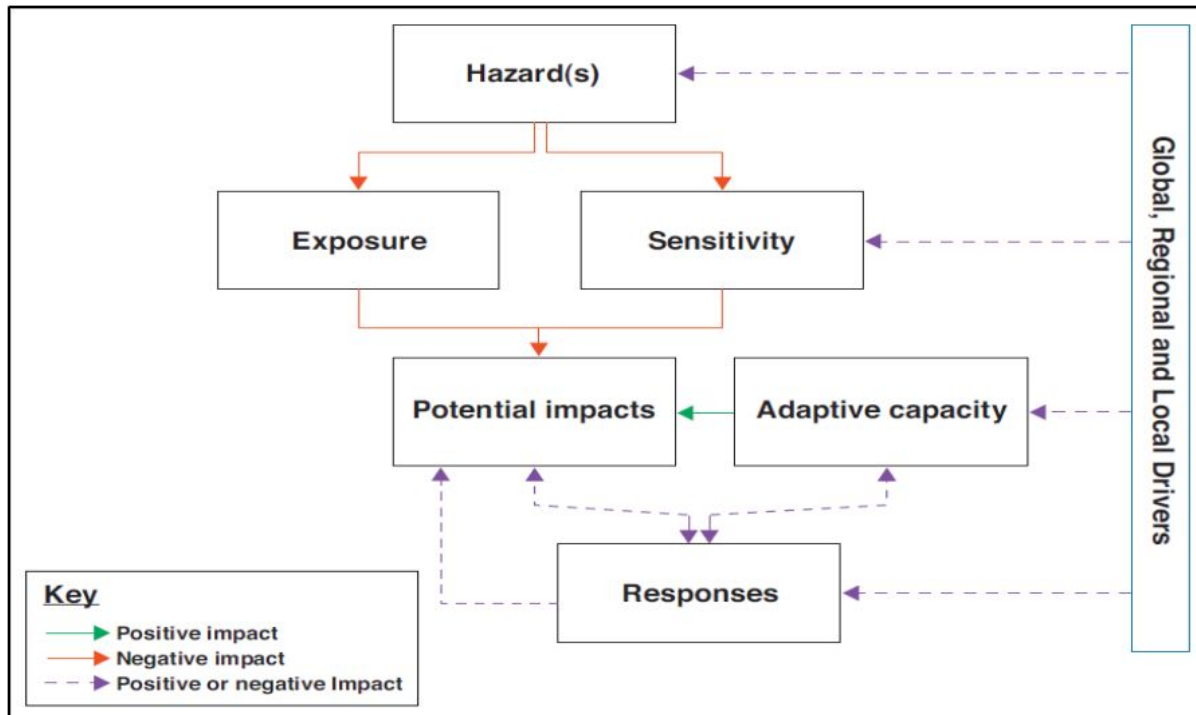 Hazard(s)
Exposure
Sensitivity
Potential impacts
Adaptive capacity
Responses
Global, Regional and Local Drivers
Key
Positive impact
Negative impact
Positive or negative Impact